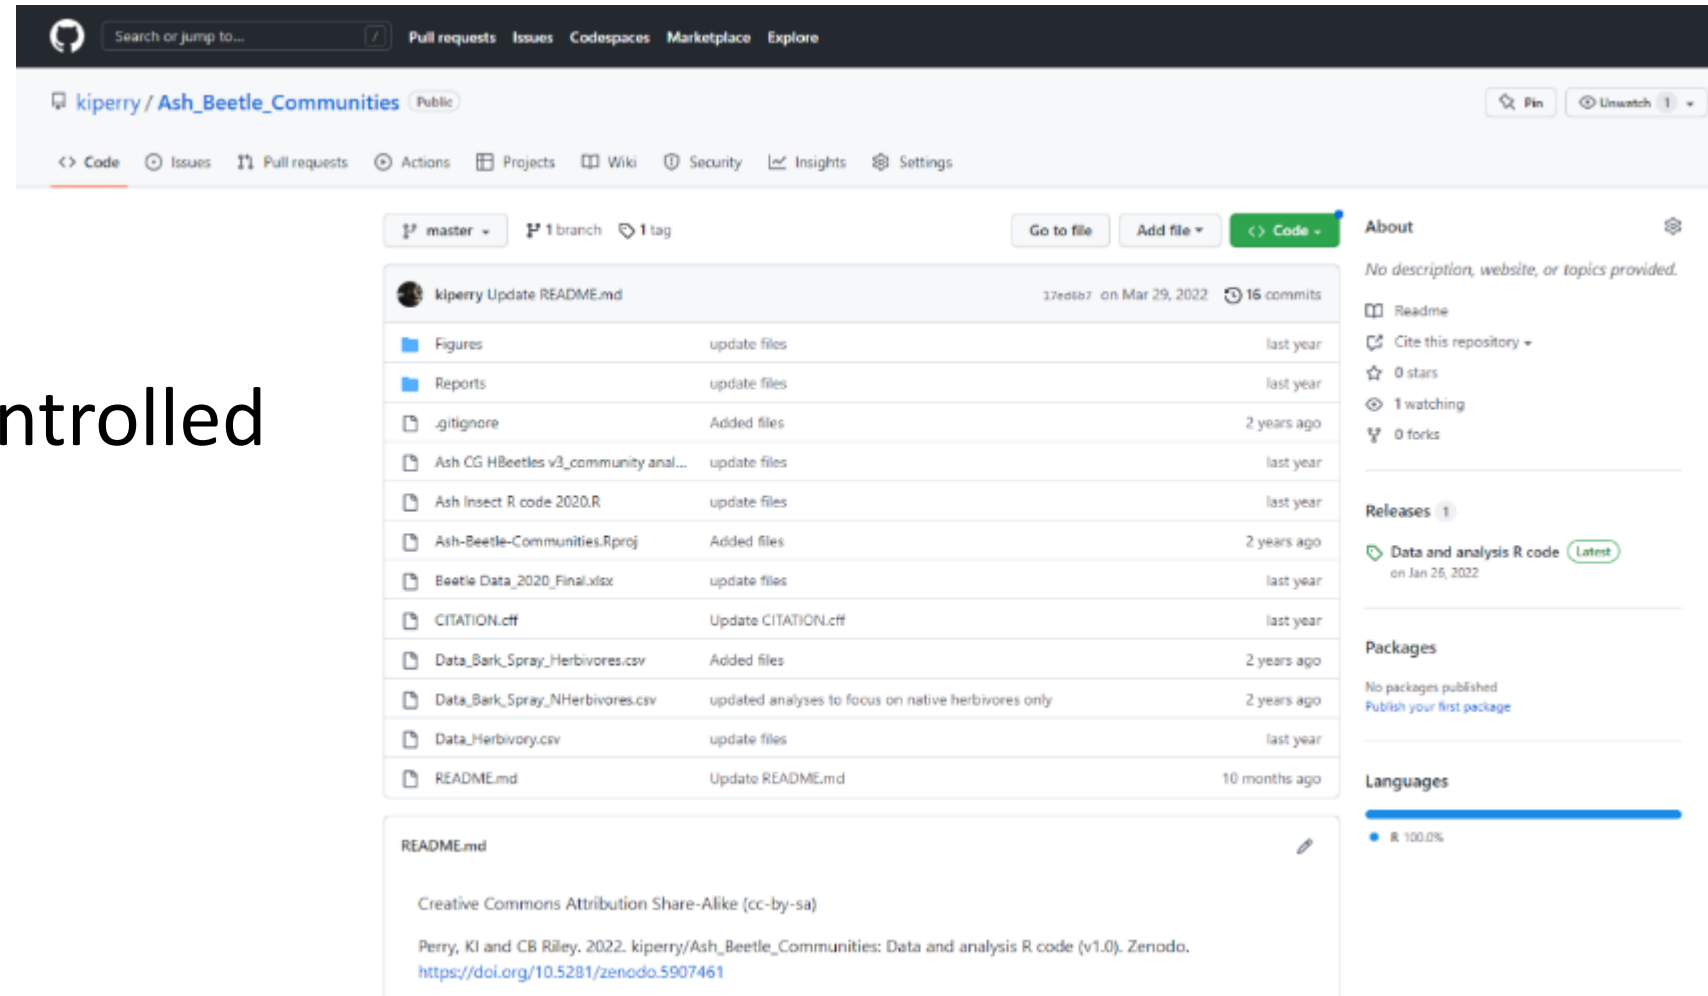 Search or jump to... / Pull requests Issues Codespaces Marketplace Explore
kiperry / Ash_Beetle_Communities Public Pin Unwatch 1
<> Code Issues Pull requests Actions Projects Wiki Security Insights Settings
master 1 branch 1 tag Go to file Add file <> Code
kiperry Update README.md on Mar 29, 2022 16 commits
Figures update files last year
Reports update files last year
.gitignore Added files 2 years ago
Ash CG HBeetles v3_community anal... update files last year
Ash Insect R code 2020.R update files last year
Ash-Beetle-Communities.Rproj Added files 2 years ago
Beetle Data_2020_Final.xlsx update files last year
CITATION.cff Update CITATION.cff last year
Data_Bark_Spray_Herbivores.csv Added files 2 years ago
Data_Bark_Spray_NHerbivores.csv updated analyses to focus on native herbivores only 2 years ago
Data_Herbivory.csv update files last year
README.md Update README.md 10 months ago
README.md
Creative Commons Attribution Share-Alike (cc-by-sa)
Perry, KI and CB Riley. 2022. kiperry/Ash_Beetle_Communities: Data and analysis R code (v1.0). Zenodo.
https://doi.org/10.5281/zenodo.5907461
About
No description, website, or topics provided.
Readme
Cite this repository
0 stars
1 watching
0 forks
Releases 1
Data and analysis R code Latest
on Jan 26, 2022
Packages
No packages published
Publish your first package
Languages
R 100.0%
ntrolled